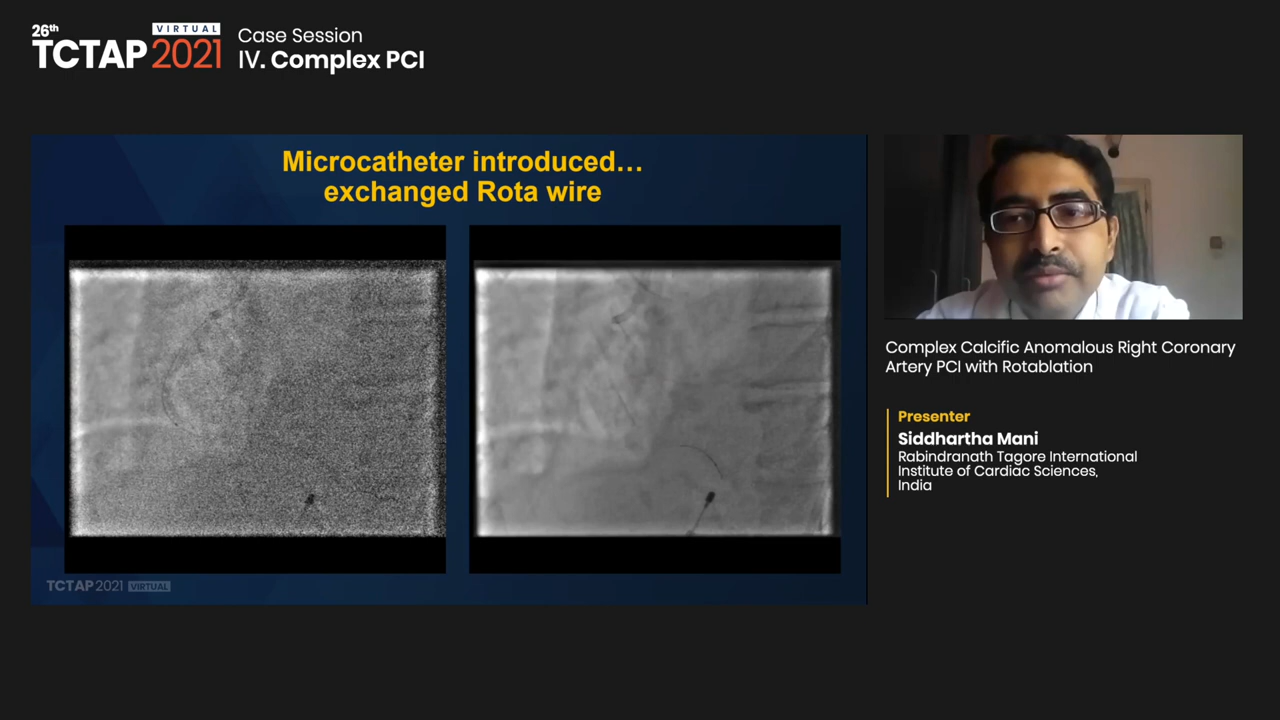 26th
VIRTUAL
TCTAP 2021
Case Session
IV. Complex PCI
Microcatheter introduced…
exchanged Rota wire
TCTAP 2021 VIRTUAL
Complex Calcific Anomalous Right Coronary
Artery PCI with Rotablation
Presenter
Siddhartha Mani
Rabindranath Tagore International
Institute of Cardiac Sciences,
India